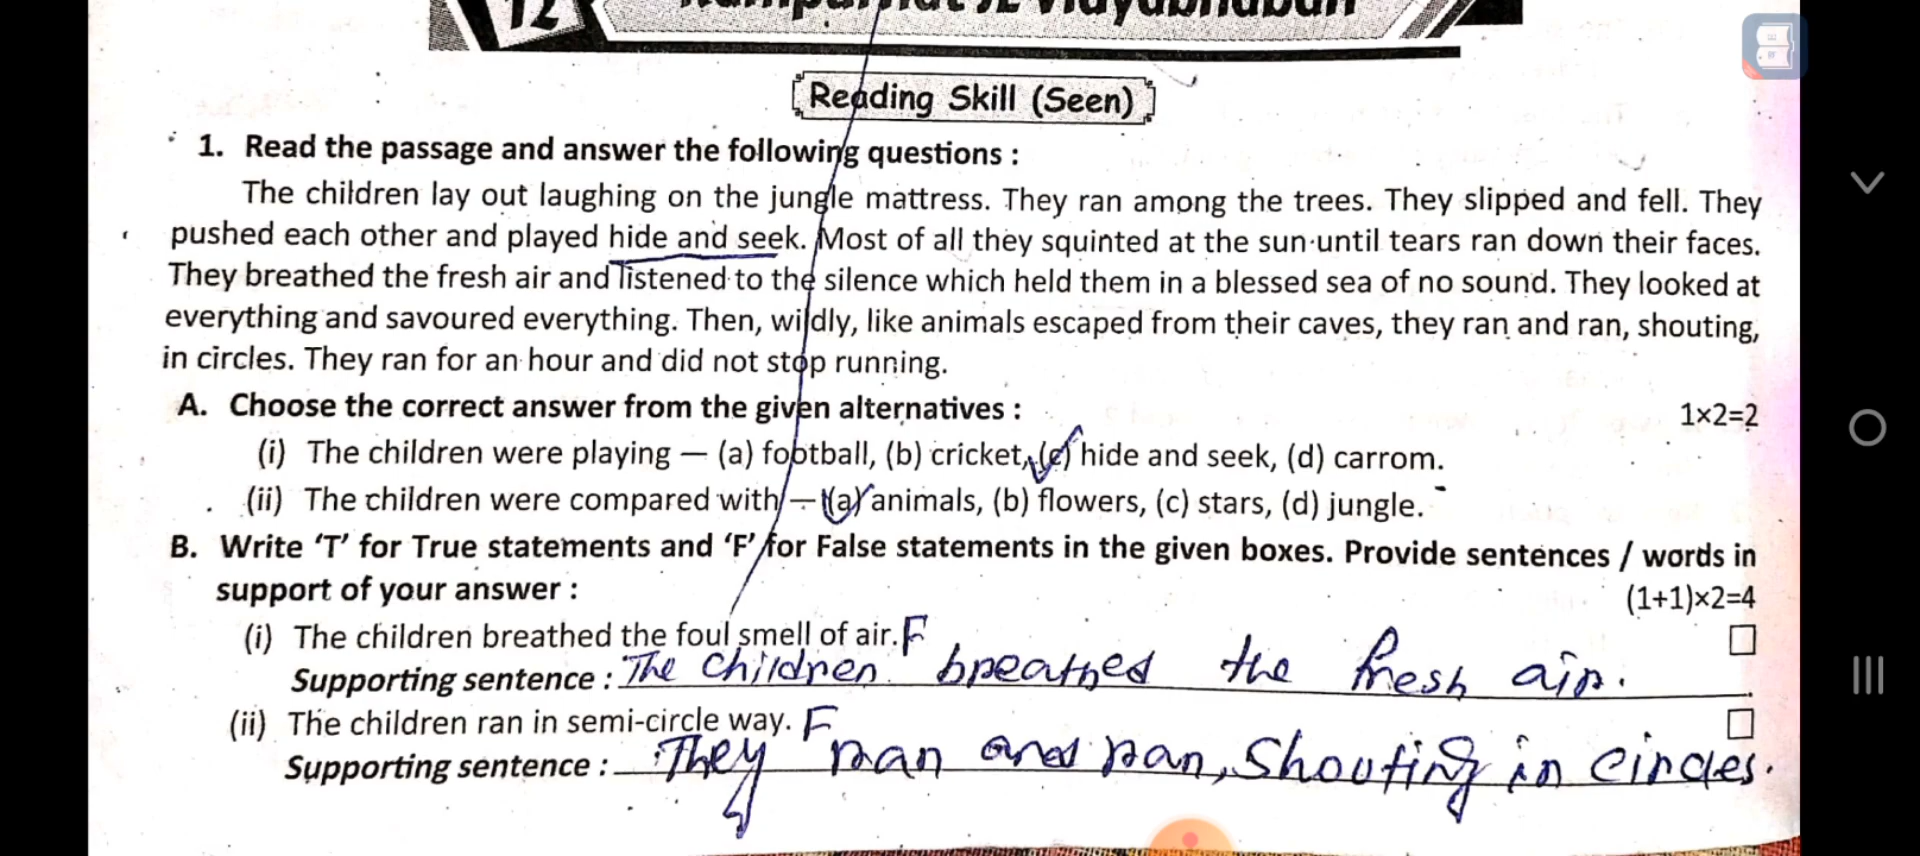 12
Reading Skill (Seen)
1. Read the passage and answer the following questions :
The children lay out laughing on the jungle mattress. They ran among the trees. They slipped and fell. They
pushed each other and played hide and seek. Most of all they squinted at the sun until tears ran down their faces.
They breathed the fresh air and listened to the silence which held them in a blessed sea of no sound. They looked at
everything and savoured everything. Then, wildly, like animals escaped from their caves, they ran and ran, shouting,
in circles. They ran for an hour and did not stop running.
A. Choose the correct answer from the given alternatives : 1×2=2
(i) The children were playing — (a) football, (b) cricket, (c) hide and seek, (d) carrom.
(ii) The children were compared with — (a) animals, (b) flowers, (c) stars, (d) jungle.
B. Write ‘T’ for True statements and ‘F’ for False statements in the given boxes. Provide sentences / words in
support of your answer : (1+1)×2=4
(i) The children breathed the foul smell of air. F
Supporting sentence : The children breathed the fresh air.
(ii) The children ran in semi-circle way. F
Supporting sentence : They ran and ran, shouting in circles.